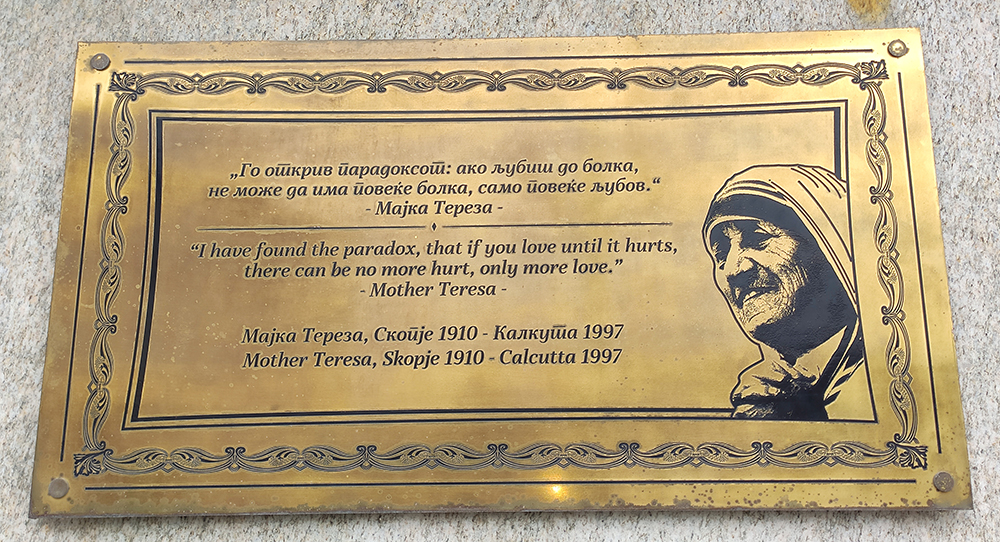 „Го открив парадоксот: ако љубиш до болка,
не може да има повеќе болка, само повеќе љубов.“
- Мајка Тереза -
“I have found the paradox, that if you love until it hurts,
there can be no more hurt, only more love.”
- Mother Teresa -
Мајка Тереза, Скопје 1910 - Калкута 1997
Mother Teresa, Skopje 1910 - Calcutta 1997